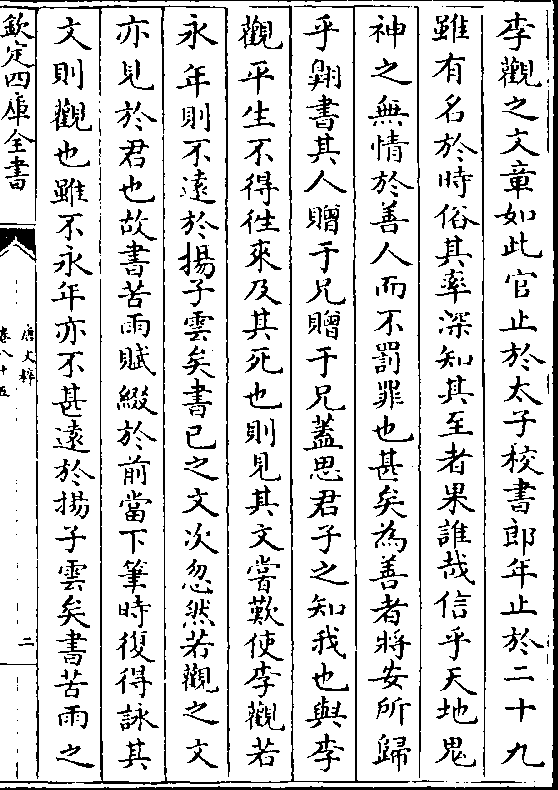 李觀之文章如此官止於太子校書郎年止於二十九
雖有名於時俗其率深知其至者果誰哉信乎天地鬼
神之無情於善人而不罰罪也甚矣為善者將安所歸
乎翺書其人贈于兄贈于兄蓋思君子之知我也與李
觀平生不得徃來及其死也則見其文嘗歎使李觀若
永年則不遠於揚子雲矣書已之文次忽然若觀之文
亦見於君也故書苦雨賦綴於前當下筆時復得詠其
文則觀也雖不永年亦不甚遠於揚子雲矣書苦雨之
欽定四庫全書
唐文粹
卷八十五
二